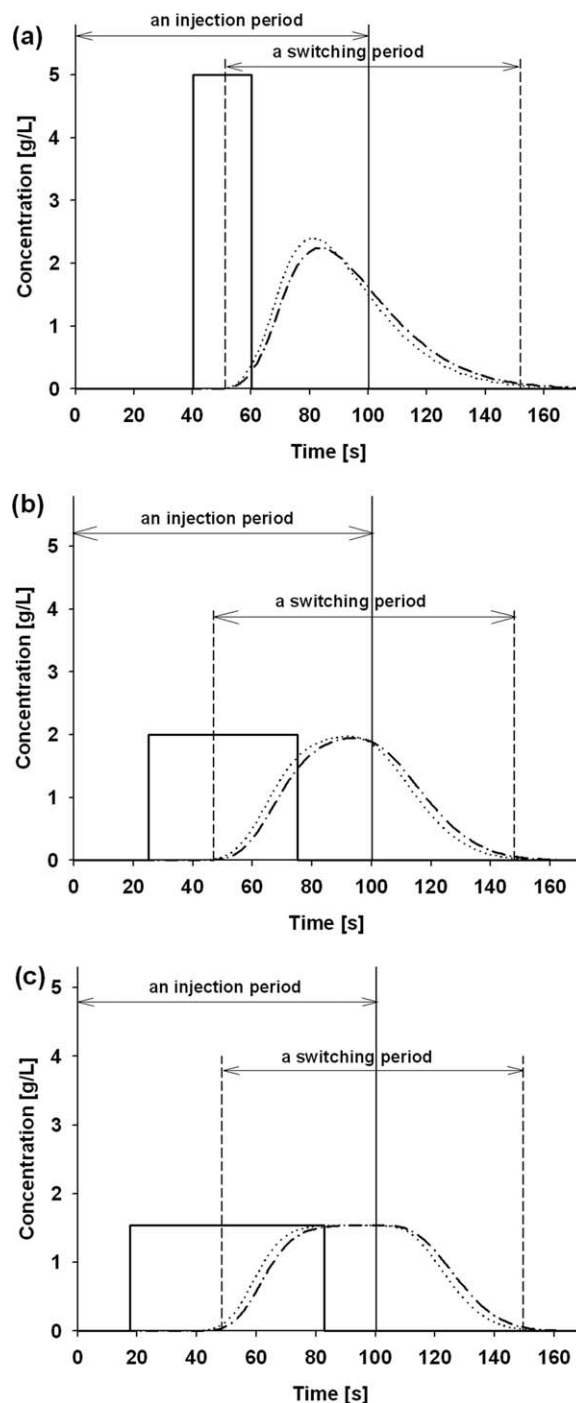 (a)
an injection period
a switching period
Concentration [g/L]
5
4
3
2
1
0
0 20 40 60 80 100 120 140 160
Time [s]
(b)
an injection period
a switching period
Concentration [g/L]
5
4
3
2
1
0
0 20 40 60 80 100 120 140 160
Time [s]
(c)
an injection period
a switching period
Concentration [g/L]
5
4
3
2
1
0
0 20 40 60 80 100 120 140 160
Time [s]